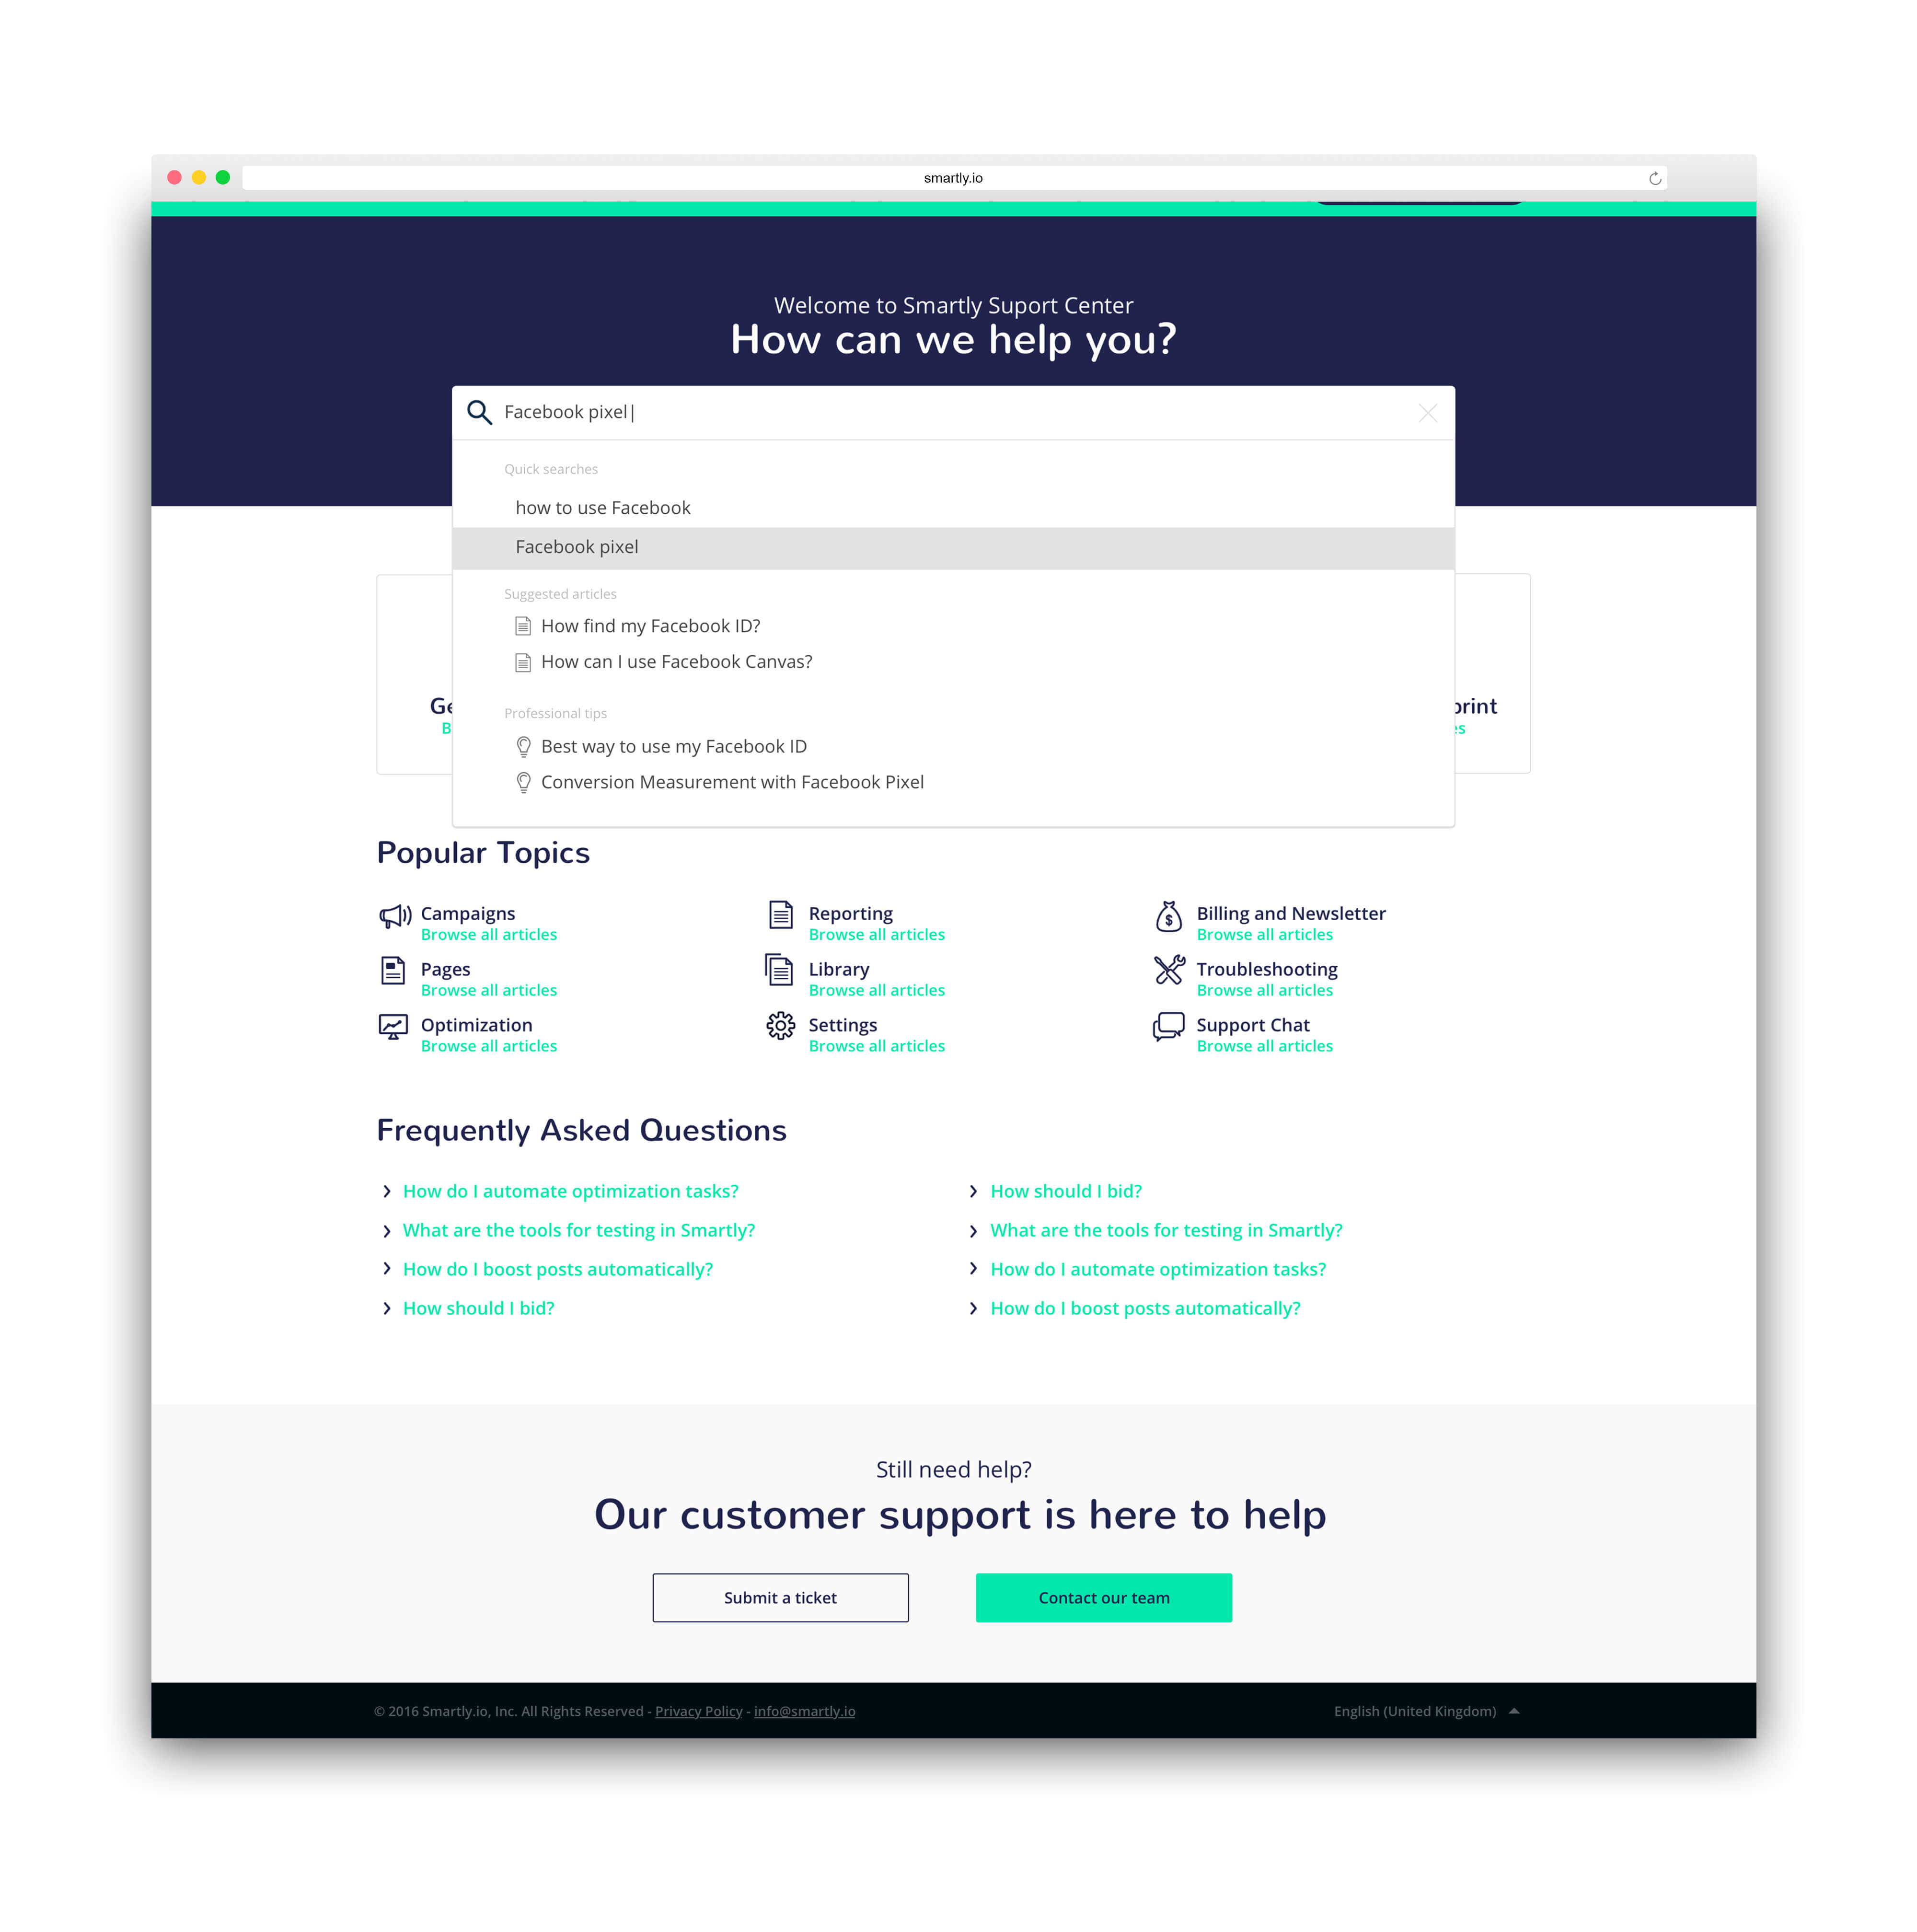 smartly.io
Welcome to Smartly Suport Center
How can we help you?
Facebook pixel
Quick searches
how to use Facebook
Facebook pixel
Suggested articles
How find my Facebook ID?
How can I use Facebook Canvas?
Professional tips
Best way to use my Facebook ID
Conversion Measurement with Facebook Pixel
Popular Topics
Campaigns
Browse all articles
Reporting
Browse all articles
Billing and Newsletter
Browse all articles
Pages
Browse all articles
Library
Browse all articles
Troubleshooting
Browse all articles
Optimization
Browse all articles
Settings
Browse all articles
Support Chat
Browse all articles
Frequently Asked Questions
How do I automate optimization tasks?
What are the tools for testing in Smartly?
How do I boost posts automatically?
How should I bid?
How should I bid?
What are the tools for testing in Smartly?
How do I automate optimization tasks?
How do I boost posts automatically?
Still need help?
Our customer support is here to help
Submit a ticket
Contact our team
© 2016 Smartly.io, Inc. All Rights Reserved - Privacy Policy - info@smartly.io
English (United Kingdom)